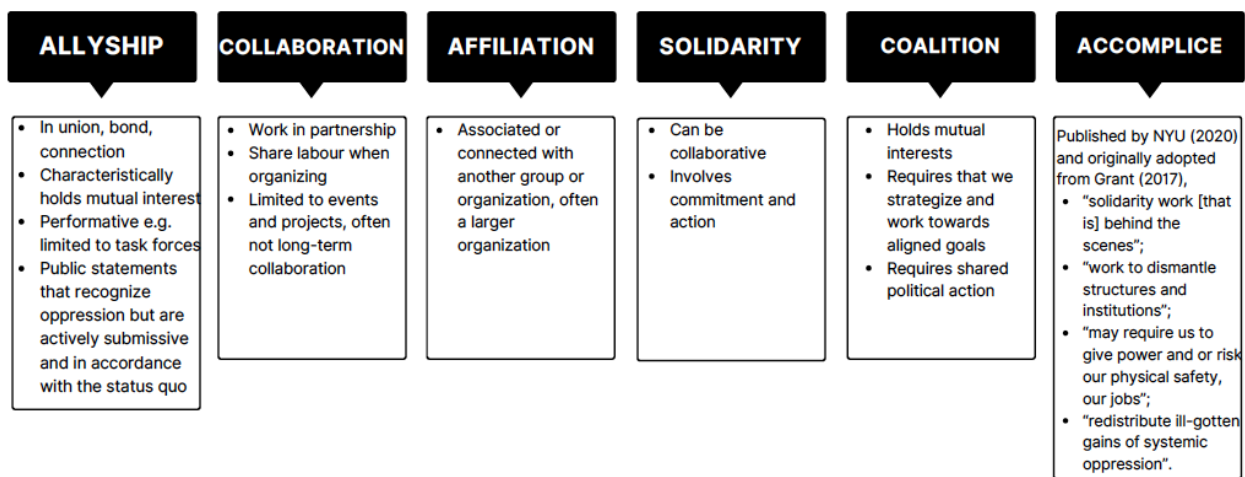 ALLYSHIP
• In union, bond,
connection
• Characteristically
holds mutual interest
• Performative e.g.
limited to task forces
• Public statements
that recognize
oppression but are
actively submissive
and in accordance
with the status quo
COLLABORATION
• Work in partnership
• Share labour when
organizing
• Limited to events
and projects, often
not long-term
collaboration
AFFILIATION
• Associated or
connected with
another group or
organization, often
a larger
organization
SOLIDARITY
• Can be
collaborative
• Involves
commitment and
action
COALITION
• Holds mutual
interests
• Requires that we
strategize and
work towards
aligned goals
• Requires shared
political action
ACCOMPLICE
Published by NYU (2020)
and originally adopted
from Grant (2017),
• “solidarity work [that
is] behind the
scenes”;
• “work to dismantle
structures and
institutions”;
• “may require us to
give power and or risk
our physical safety,
our jobs”;
• “redistribute ill-gotten
gains of systemic
oppression”.